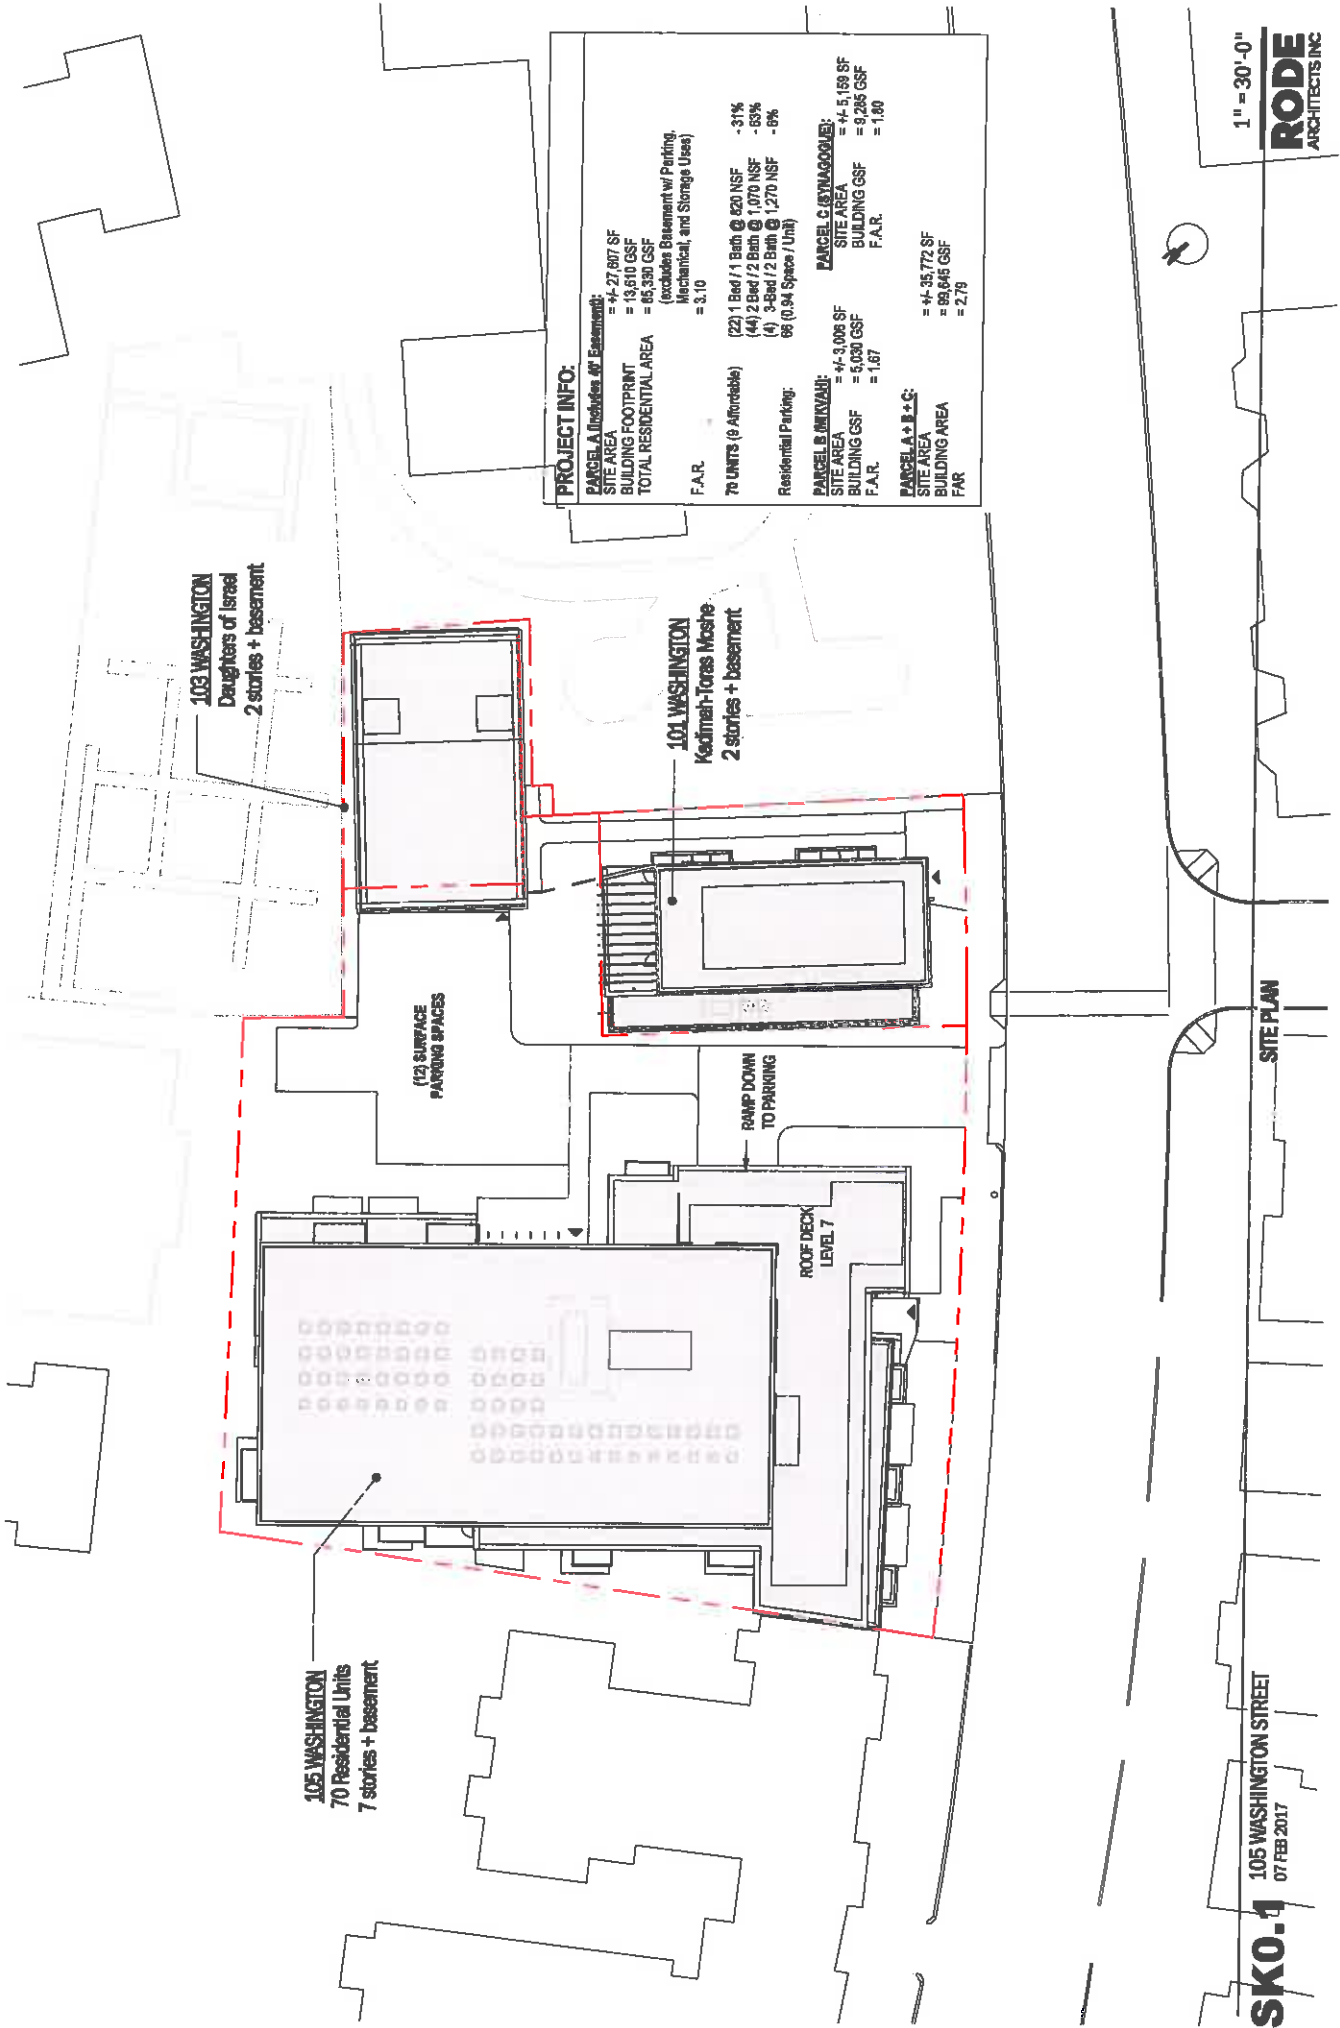 105 WASHINGTON
70 Residential Units
7 stories + basement
103 WASHINGTON
Daughters of Israel
2 stories + basement
101 WASHINGTON
Kadimah-Toras Moshe
2 stories + basement
(12) SURFACE
PARKING SPACES
RAMP DOWN
TO PARKING
ROOF DECK
LEVEL 7
PROJECT INFO:
PARCEL A (Includes 40' Easement):
SITE AREA = +/- 27,607 SF
BUILDING FOOTPRINT = 13,610 GSF
TOTAL RESIDENTIAL AREA = 85,330 GSF
(excludes Basement w/ Parking,
Mechanical, and Storage Uses)
F.A.R. = 3.10
70 UNITS (9 Affordable) (22) 1 Bed / 1 Bath @ 820 NSF - 31%
(44) 2 Bed / 2 Bath @ 1,070 NSF - 63%
(4) 3-Bed / 2 Bath @ 1,270 NSF - 6%
Residential Parking: 66 (0.94 Space / Unit)
PARCEL B (MIKVAH):
SITE AREA = +/- 3,006 SF
BUILDING GSF = 5,030 GSF
F.A.R. = 1.67
PARCEL C (SYNAGOGUE):
SITE AREA = +/- 5,159 SF
BUILDING GSF = 9,285 GSF
F.A.R. = 1.80
PARCEL A + B + C:
SITE AREA = +/- 35,772 SF
BUILDING AREA = 99,645 GSF
FAR = 2.79
SK0.1
105 WASHINGTON STREET
07 FEB 2017
SITE PLAN
1" = 30'-0"
RODE
ARCHITECTS INC